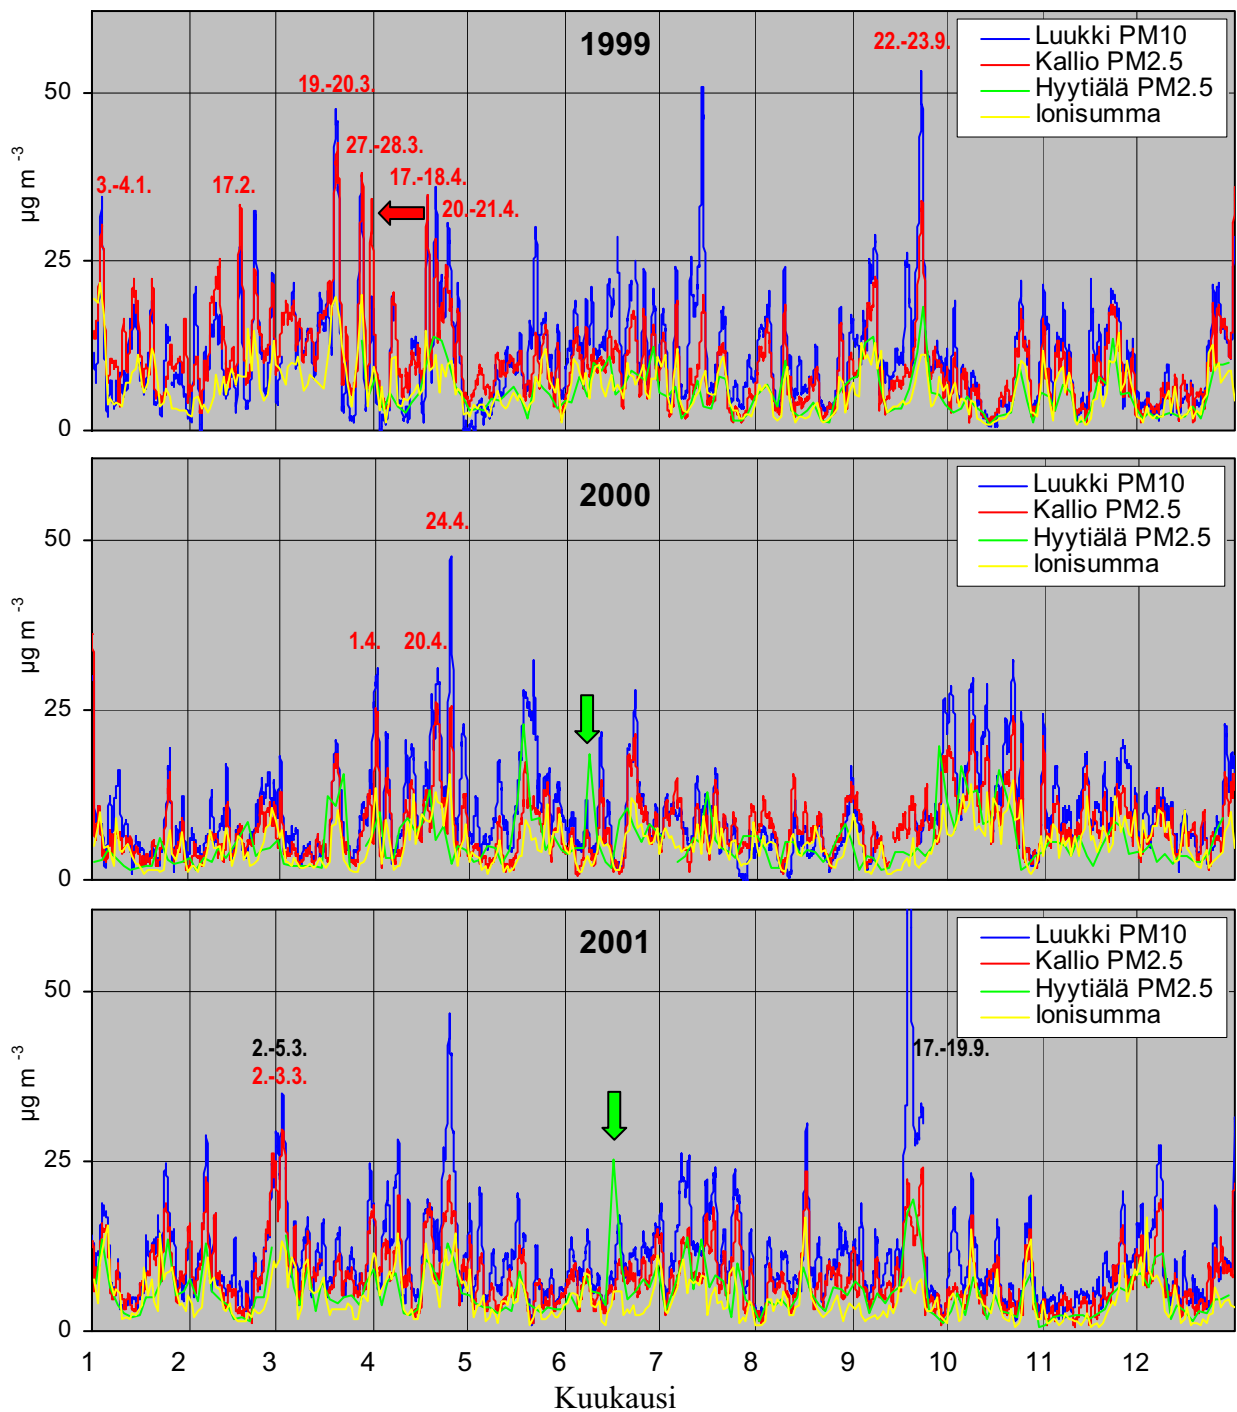 1999
Luukki PM10
Kallio PM2.5
Hyytiälä PM2.5
Ionisumma
22.-23.9.
19.-20.3.
27.-28.3.
3.-4.1.
17.2.
17.-18.4.
20.-21.4.
50
25
0
µg m -3
2000
Luukki PM10
Kallio PM2.5
Hyytiälä PM2.5
Ionisumma
24.4.
1.4.
20.4.
50
25
0
µg m -3
2001
Luukki PM10
Kallio PM2.5
Hyytiälä PM2.5
Ionisumma
2.-5.3.
2.-3.3.
17.-19.9.
50
25
0
µg m -3
1 2 3 4 5 6 7 8 9 10 11 12
Kuukausi